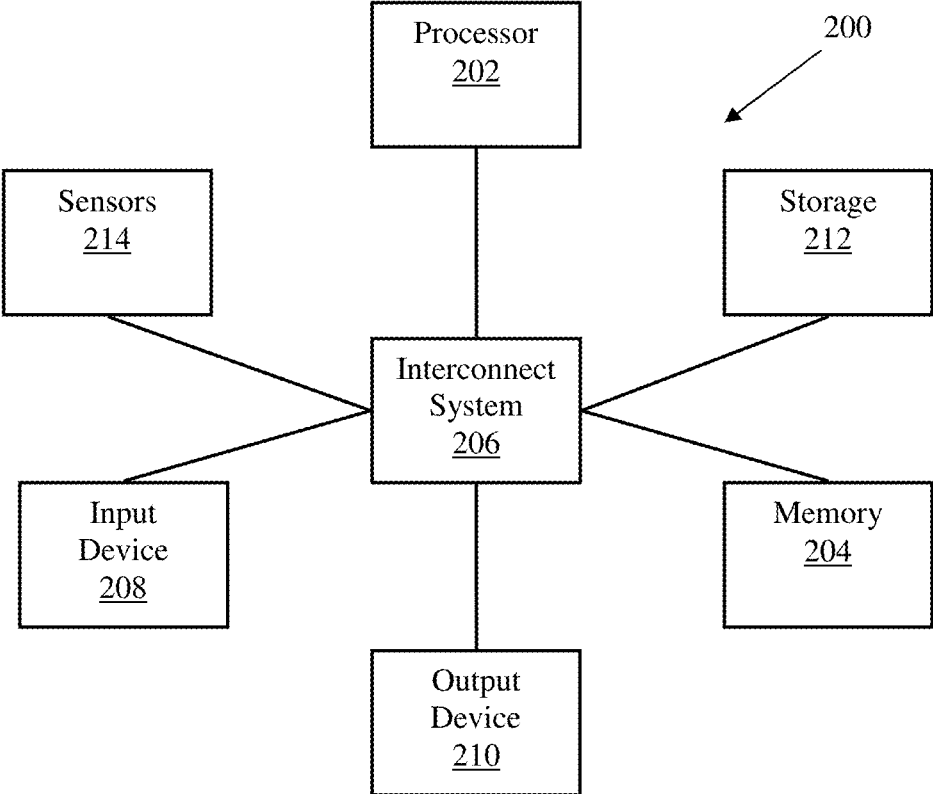 Processor
202
200
Sensors
214
Storage
212
Interconnect
System
206
Input
Device
208
Memory
204
Output
Device
210